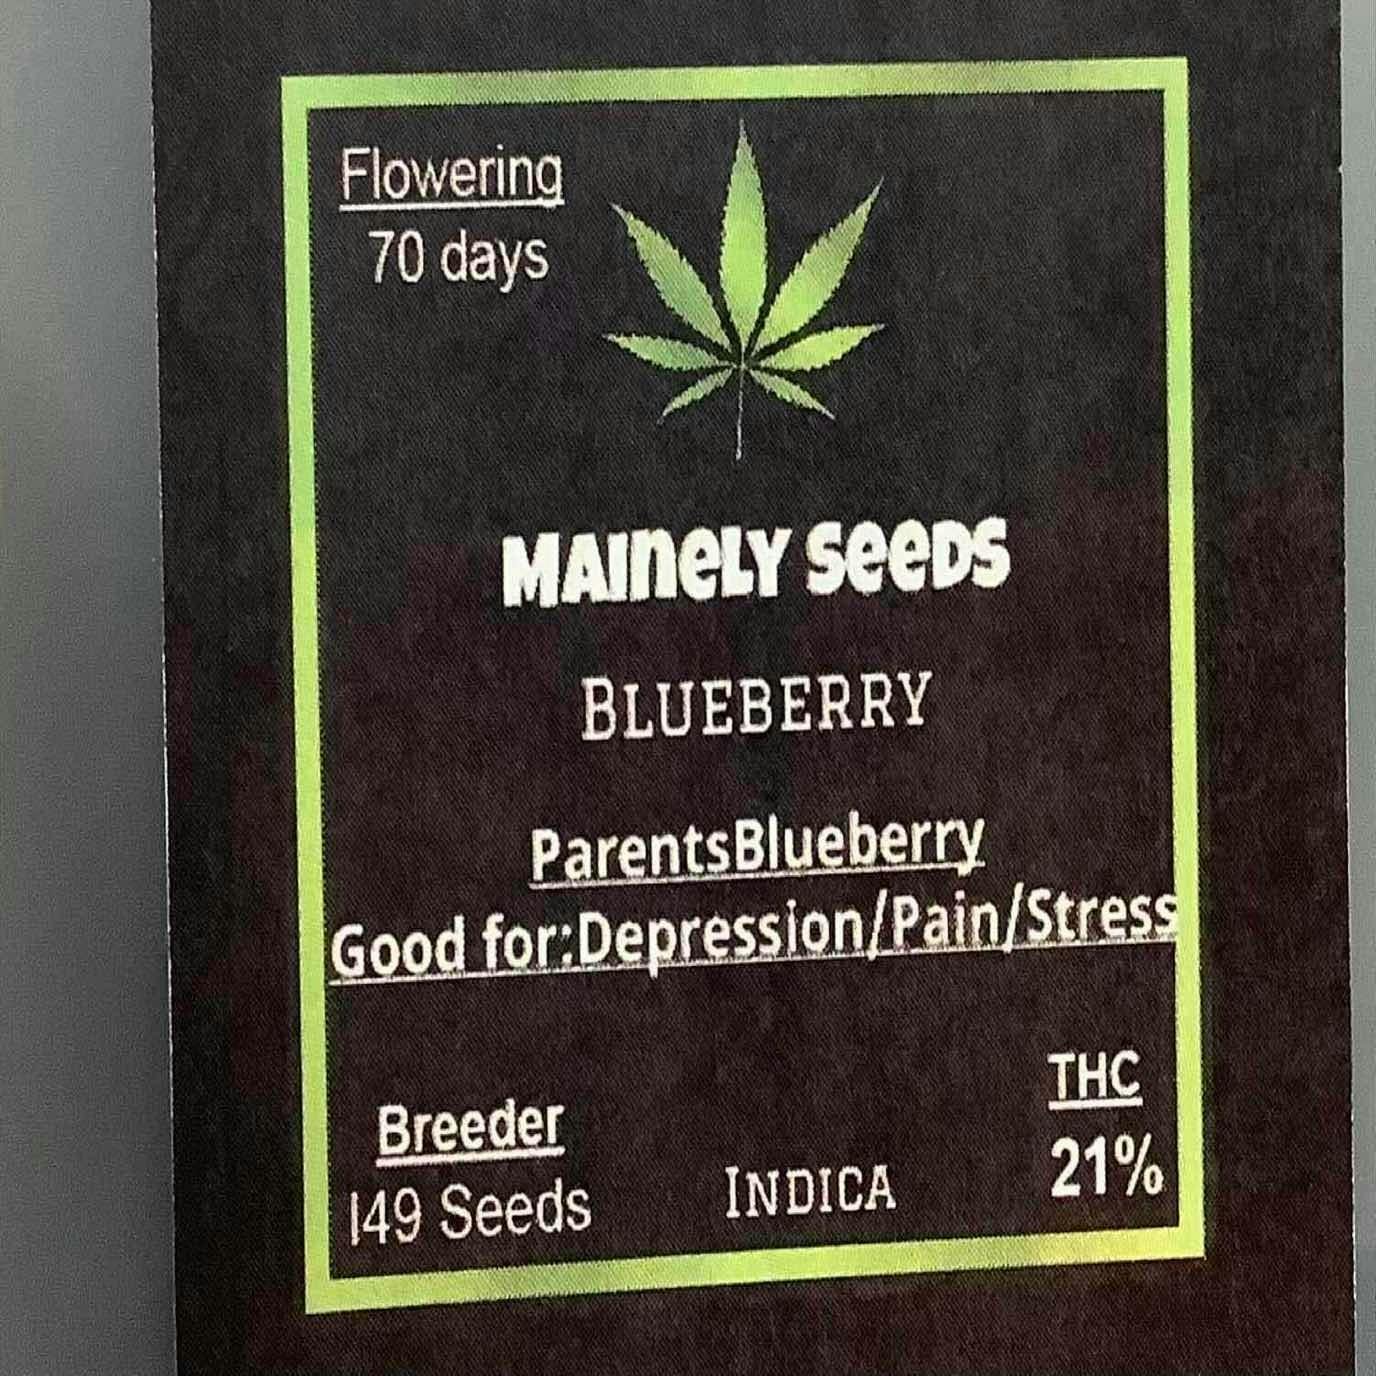 Flowering
70 days
MAINELY SEEDS
BLUEBERRY
ParentsBlueberry
Good for:Depression/Pain/Stress
THC
21%
Breeder
I49 Seeds
INDICA